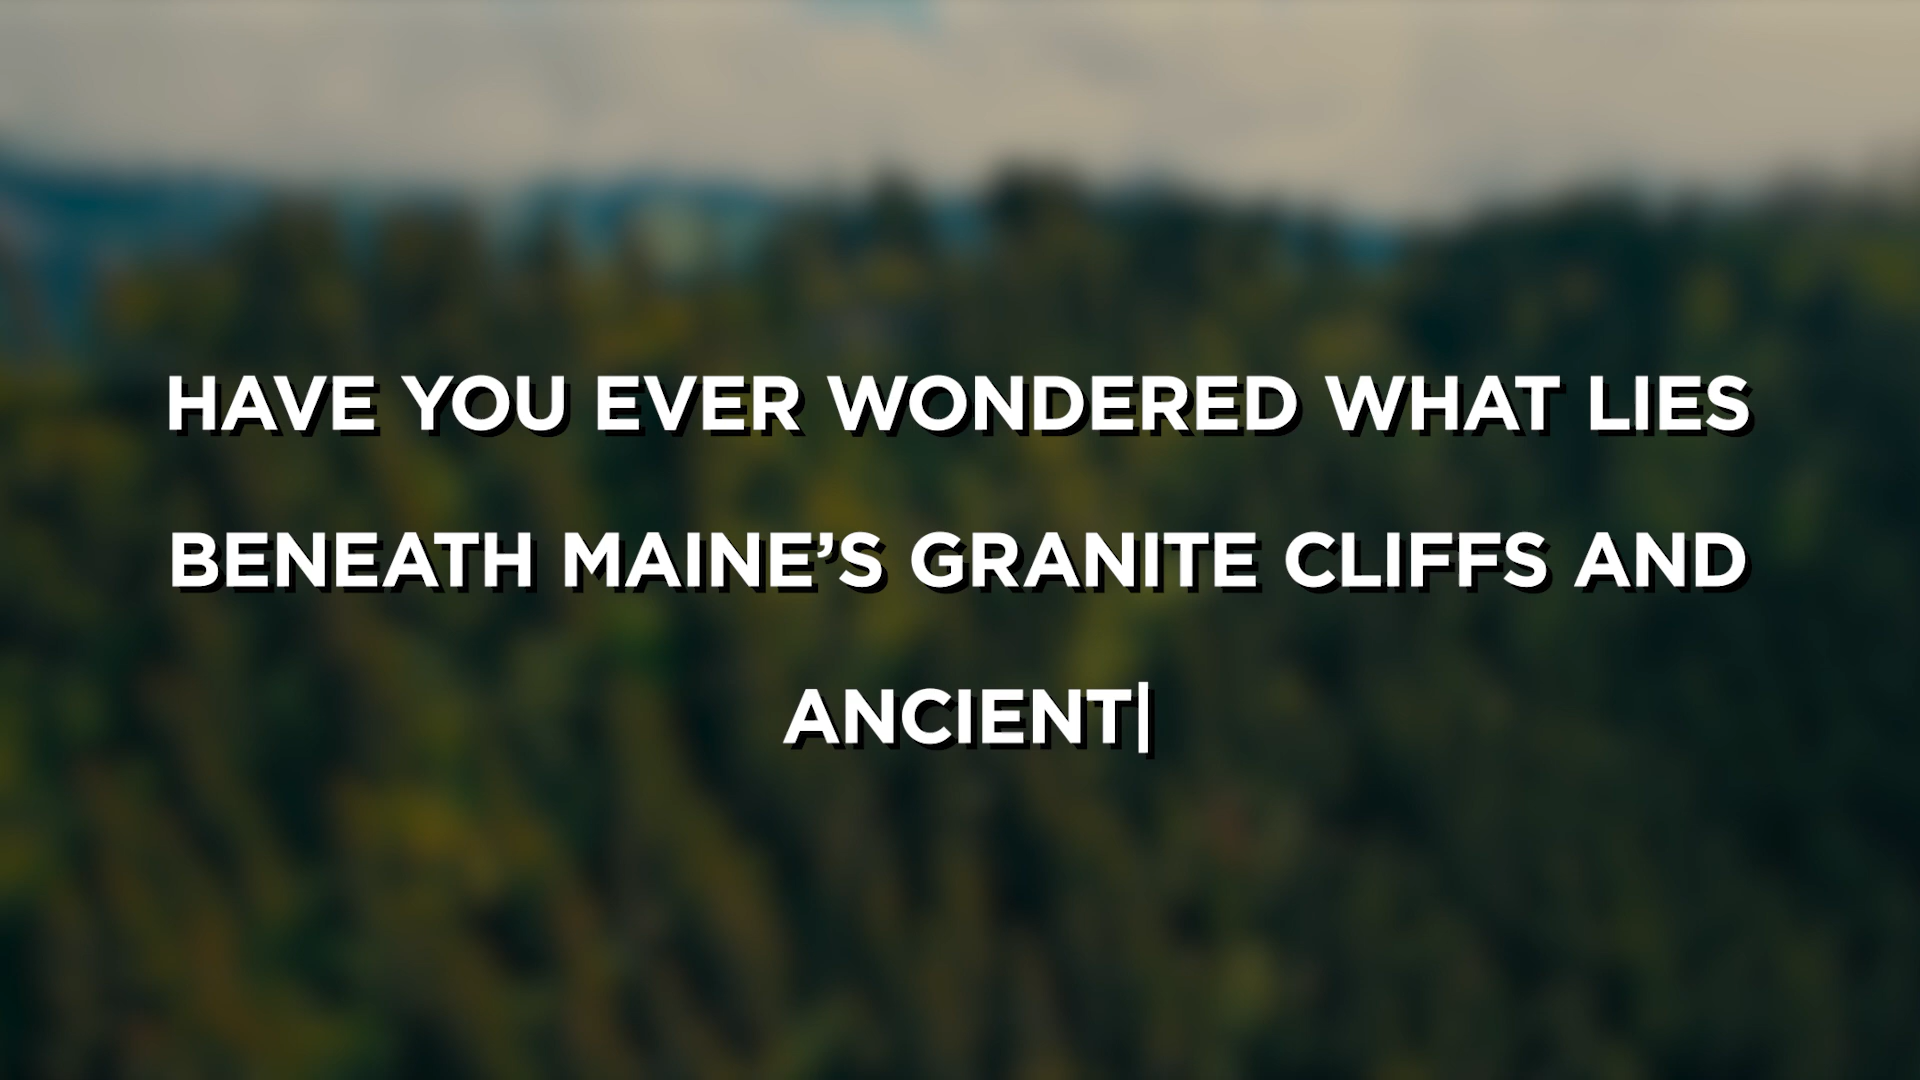 HAVE YOU EVER WONDERED WHAT LIES
BENEATH MAINE’S GRANITE CLIFFS AND
ANCIENT|